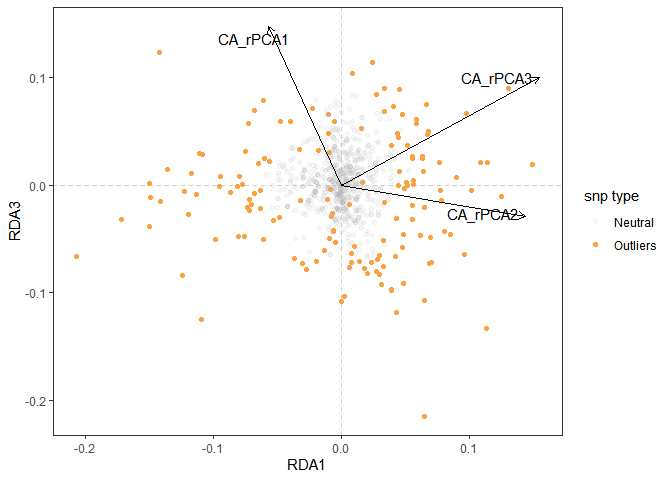 CA_rPCA1
CA_rPCA3
CA_rPCA2
0.1
0.0
-0.1
-0.2
RDA3
-0.2
-0.1
0.0
0.1
RDA1
snp type
Neutral
Outliers